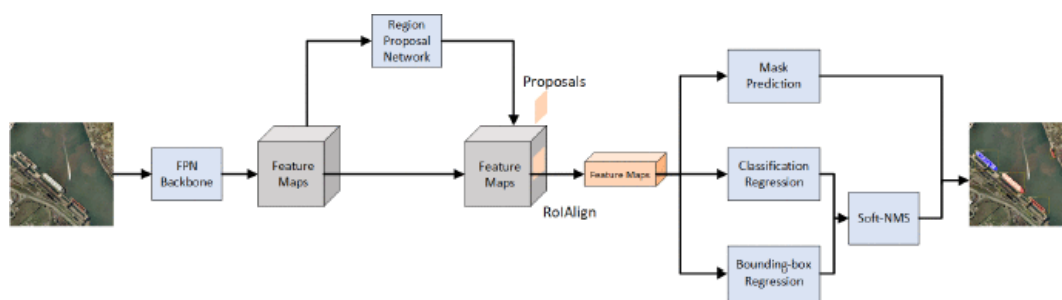 Region
Proposal
Network
Proposals
FPN
Backbone
Feature
Maps
Feature
Maps
RoIAlign
Feature Maps
Mask
Prediction
Classification
Regression
Bounding-box
Regression
Soft-NMS